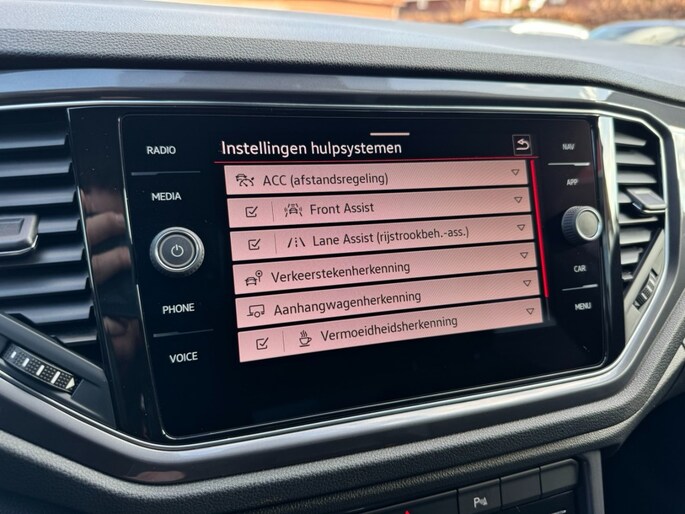 RADIO
MEDIA
PHONE
VOICE
Instellingen hulpsystemen
ACC (afstandsregeling)
Front Assist
Lane Assist (rijstrookbeh.-ass.)
Verkeerstekenherkenning
Aanhangwagenherkenning
Vermoeidheidsherkenning
NAV
APP
CAR
MENU
P